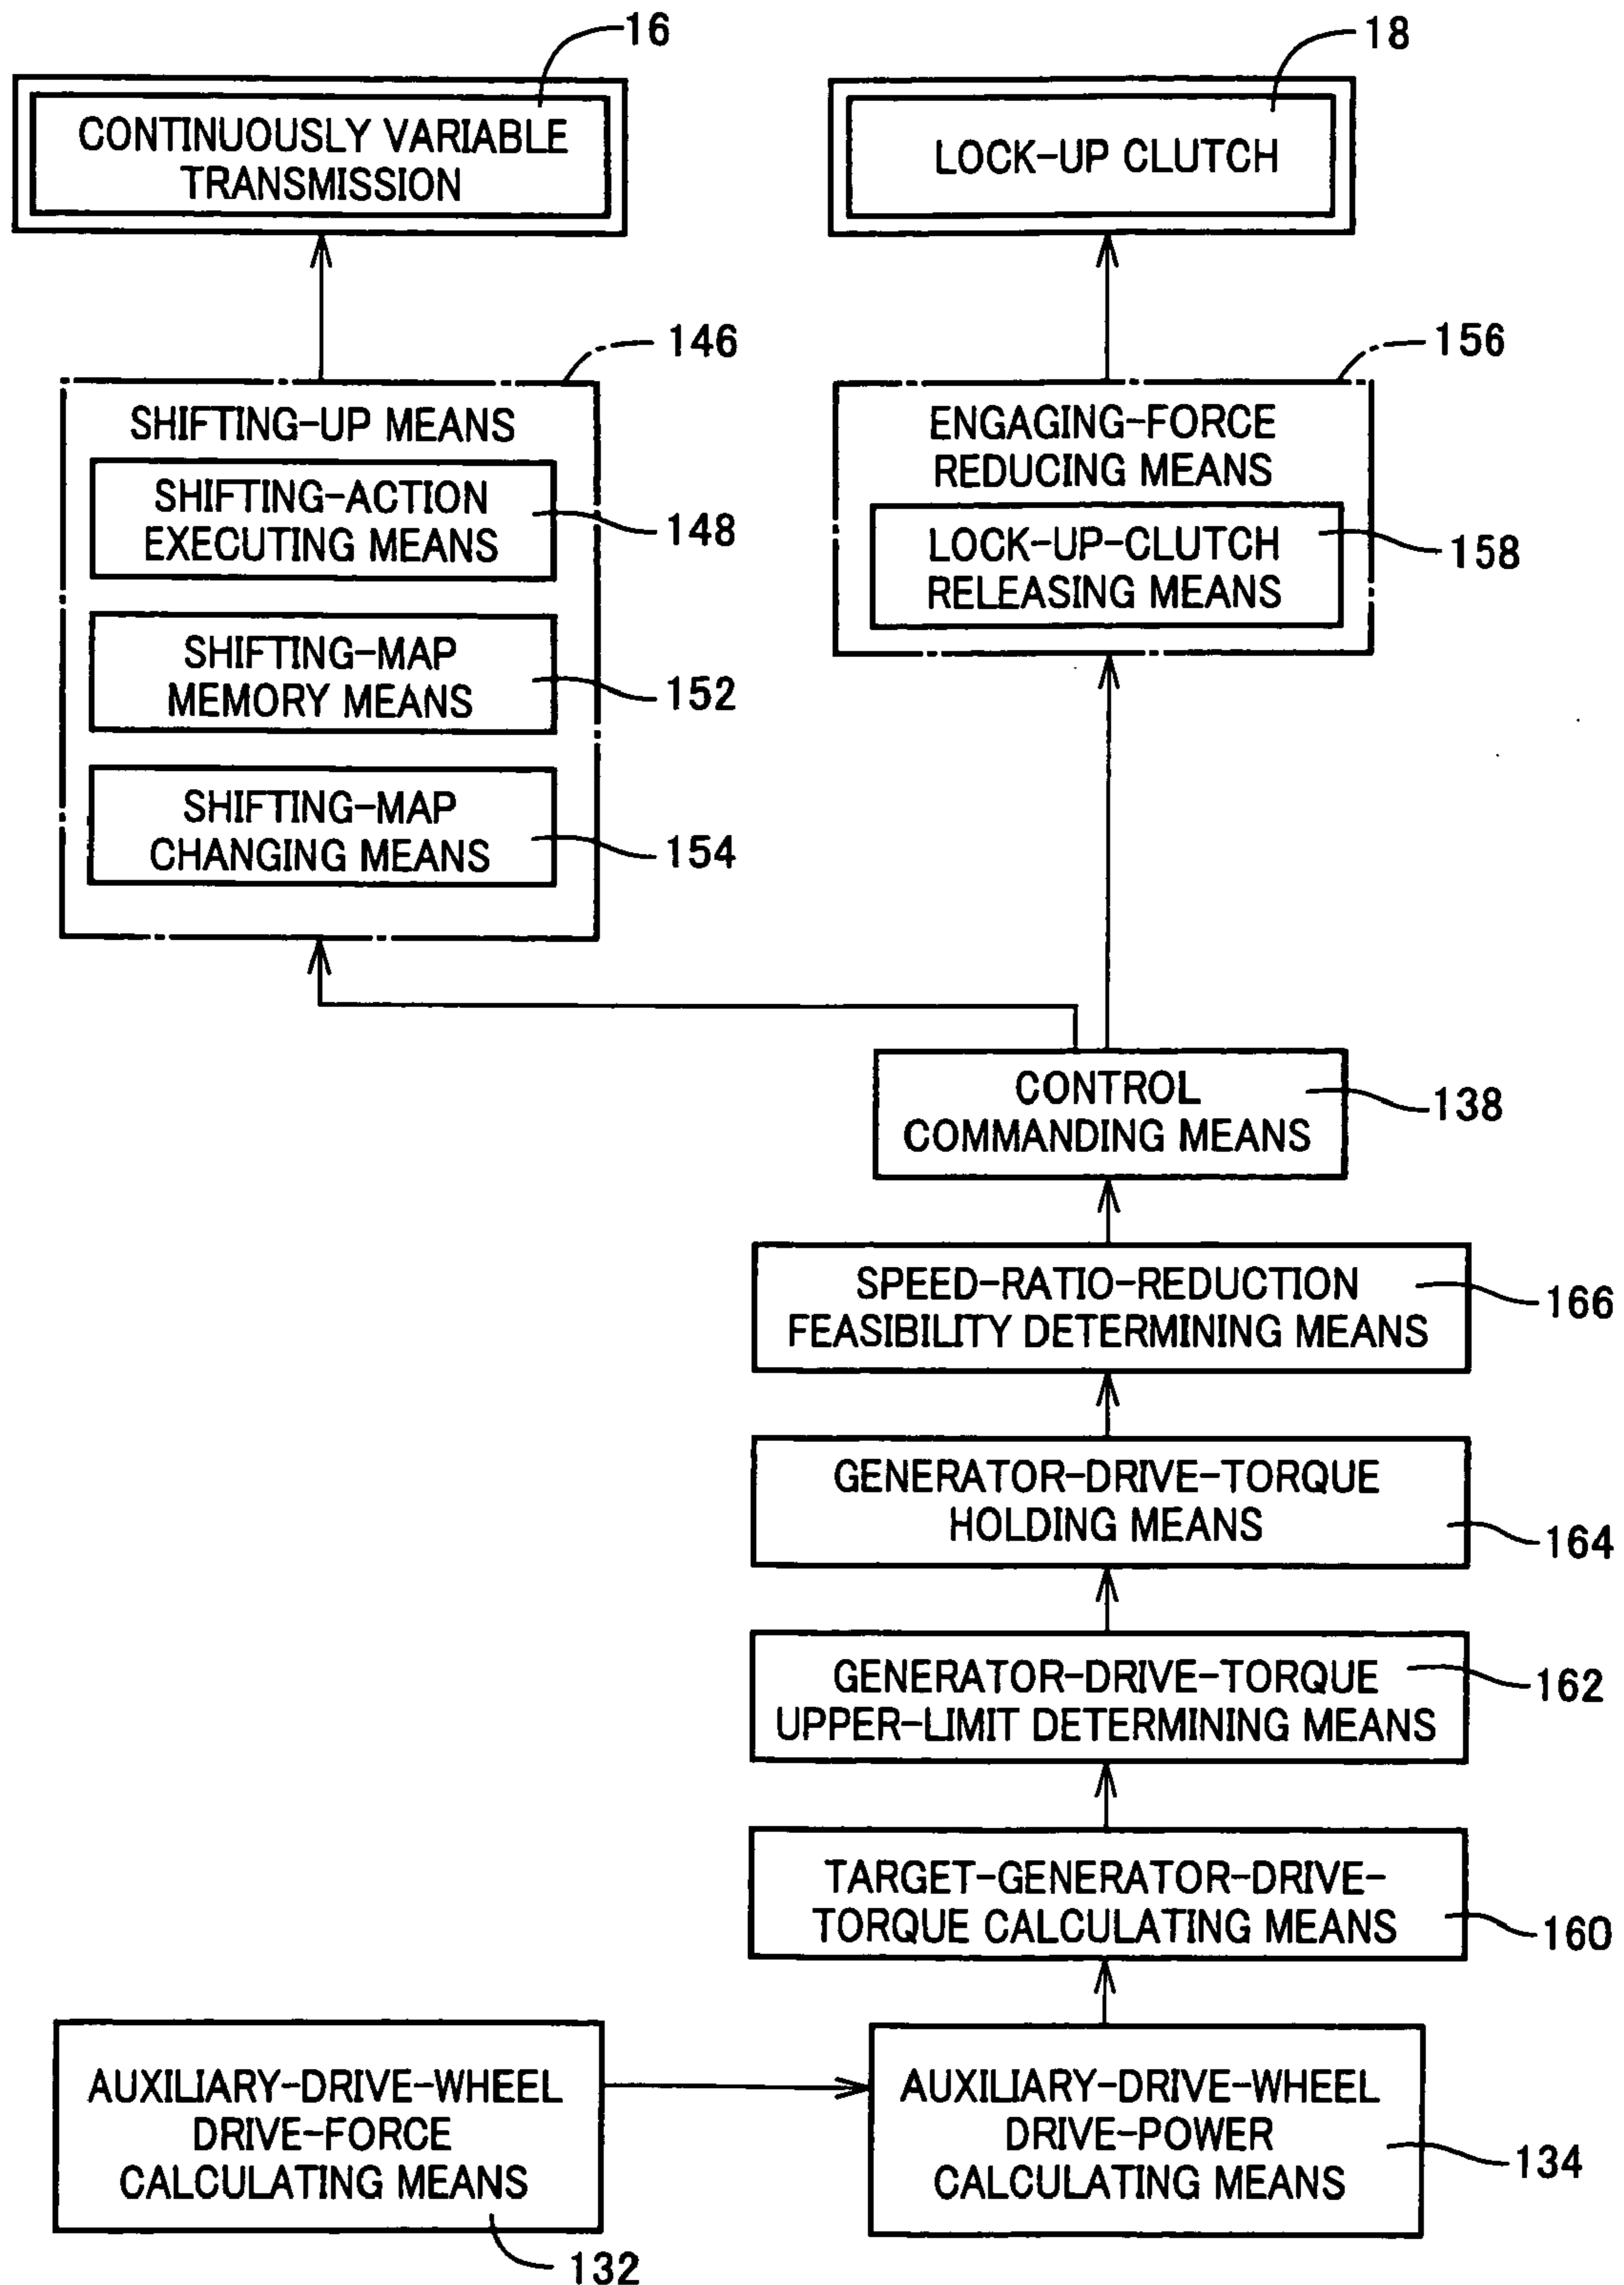 16
CONTINUOUSLY VARIABLE
TRANSMISSION
18
LOCK-UP CLUTCH
146
SHIFTING-UP MEANS
SHIFTING-ACTION
EXECUTING MEANS
148
SHIFTING-MAP
MEMORY MEANS
152
SHIFTING-MAP
CHANGING MEANS
154
156
ENGAGING-FORCE
REDUCING MEANS
LOCK-UP-CLUTCH
RELEASING MEANS
158
CONTROL
COMMANDING MEANS
138
SPEED-RATIO-REDUCTION
FEASIBILITY DETERMINING MEANS
166
GENERATOR-DRIVE-TORQUE
HOLDING MEANS
164
GENERATOR-DRIVE-TORQUE
UPPER-LIMIT DETERMINING MEANS
162
TARGET-GENERATOR-DRIVE-
TORQUE CALCULATING MEANS
160
AUXILIARY-DRIVE-WHEEL
DRIVE-FORCE
CALCULATING MEANS
132
AUXILIARY-DRIVE-WHEEL
DRIVE-POWER
CALCULATING MEANS
134